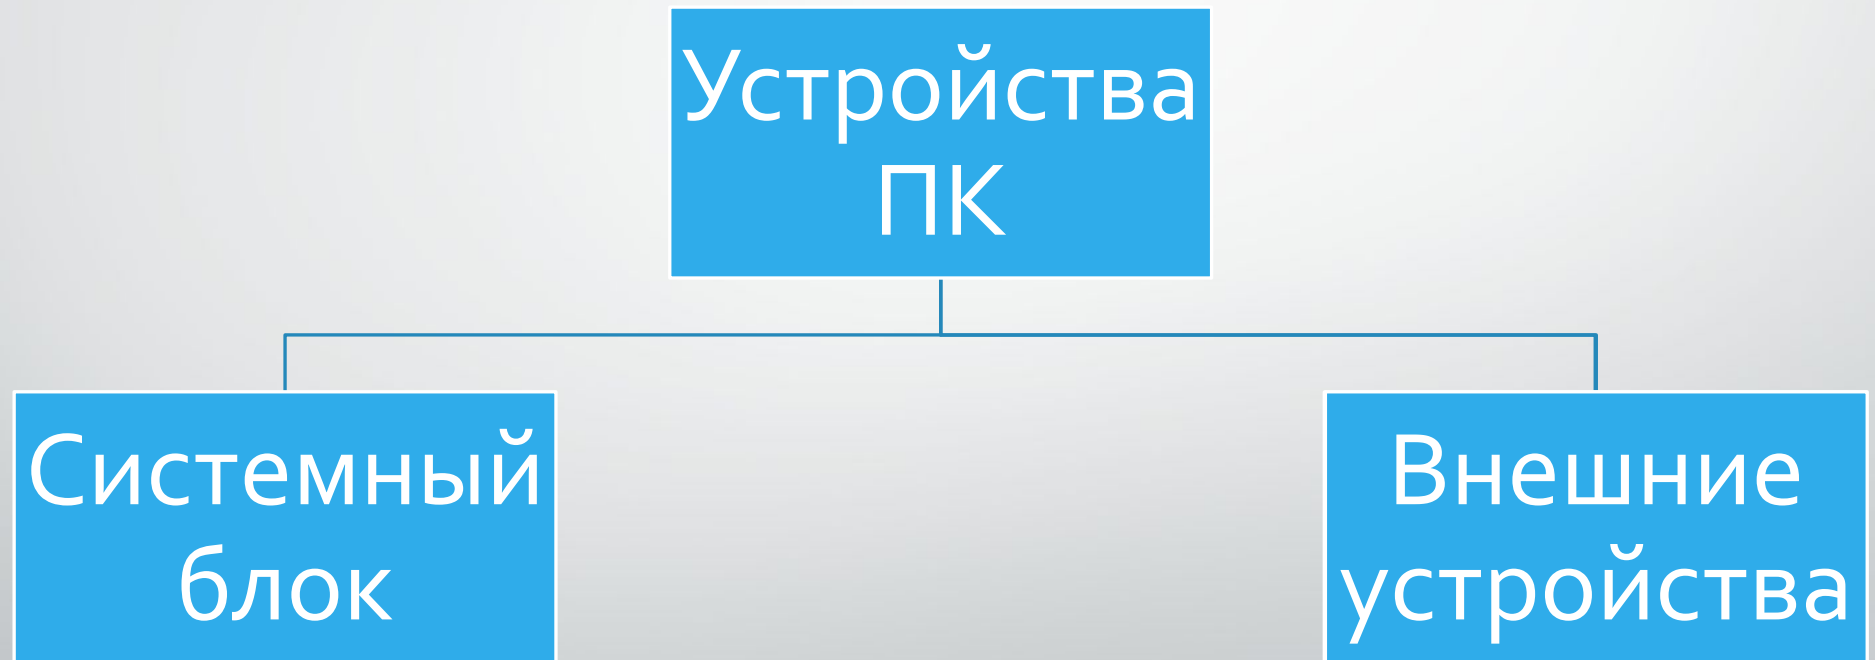 Устройства
ПК
Системный
блок
Внешние
устройства